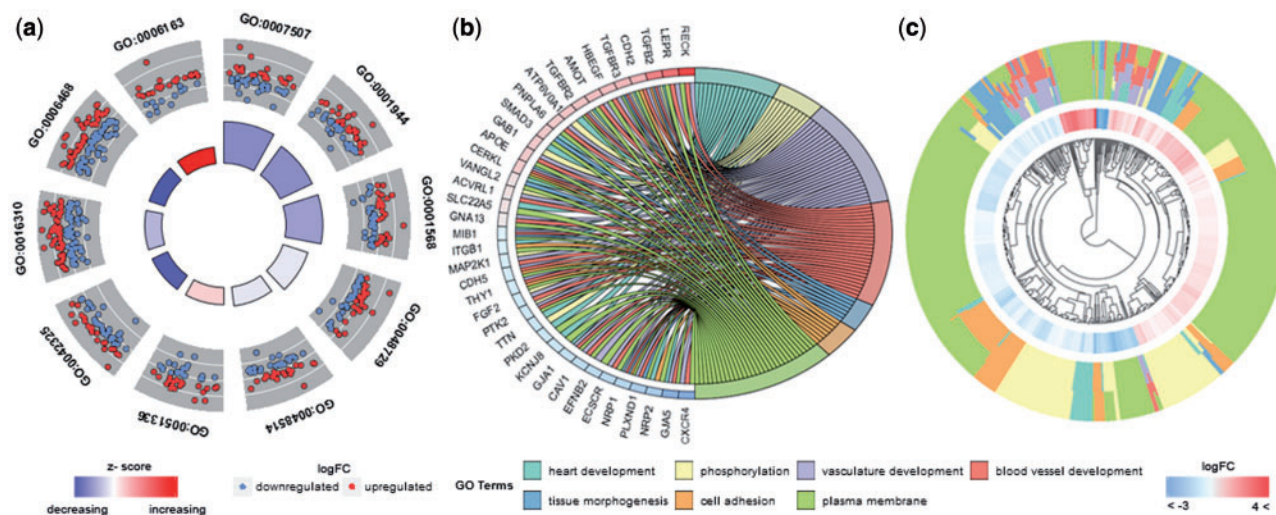 (a)
GO:0007507
GO:0001944
GO:0001568
GO:0048729
GO:0048514
GO:0051336
GO:0042325
GO:0016310
GO:0006468
GO:0006163
z- score
decreasing increasing
logFC
downregulated upregulated
(b)
RECK
LEPR
TGFB2
CDH2
TGFBR3
HBEGF
AMOT
TGFBR2
ATP6V0A1
PNPLA6
SMAD3
GAB1
APOE
CERKL
VANGL2
ACVRL1
SLC22A5
GNA13
MIB1
ITGB1
MAP2K1
CDH5
THY1
FGF2
PTK2
TTN
PKD2
KCNJ8
GJA1
CAV1
EFNB2
ECSCR
NRP1
PLXND1
NRP2
GJA5
CXCR4
GO Terms
heart development phosphorylation vasculature development blood vessel development
tissue morphogenesis cell adhesion plasma membrane
(c)
logFC
< -3 4 <